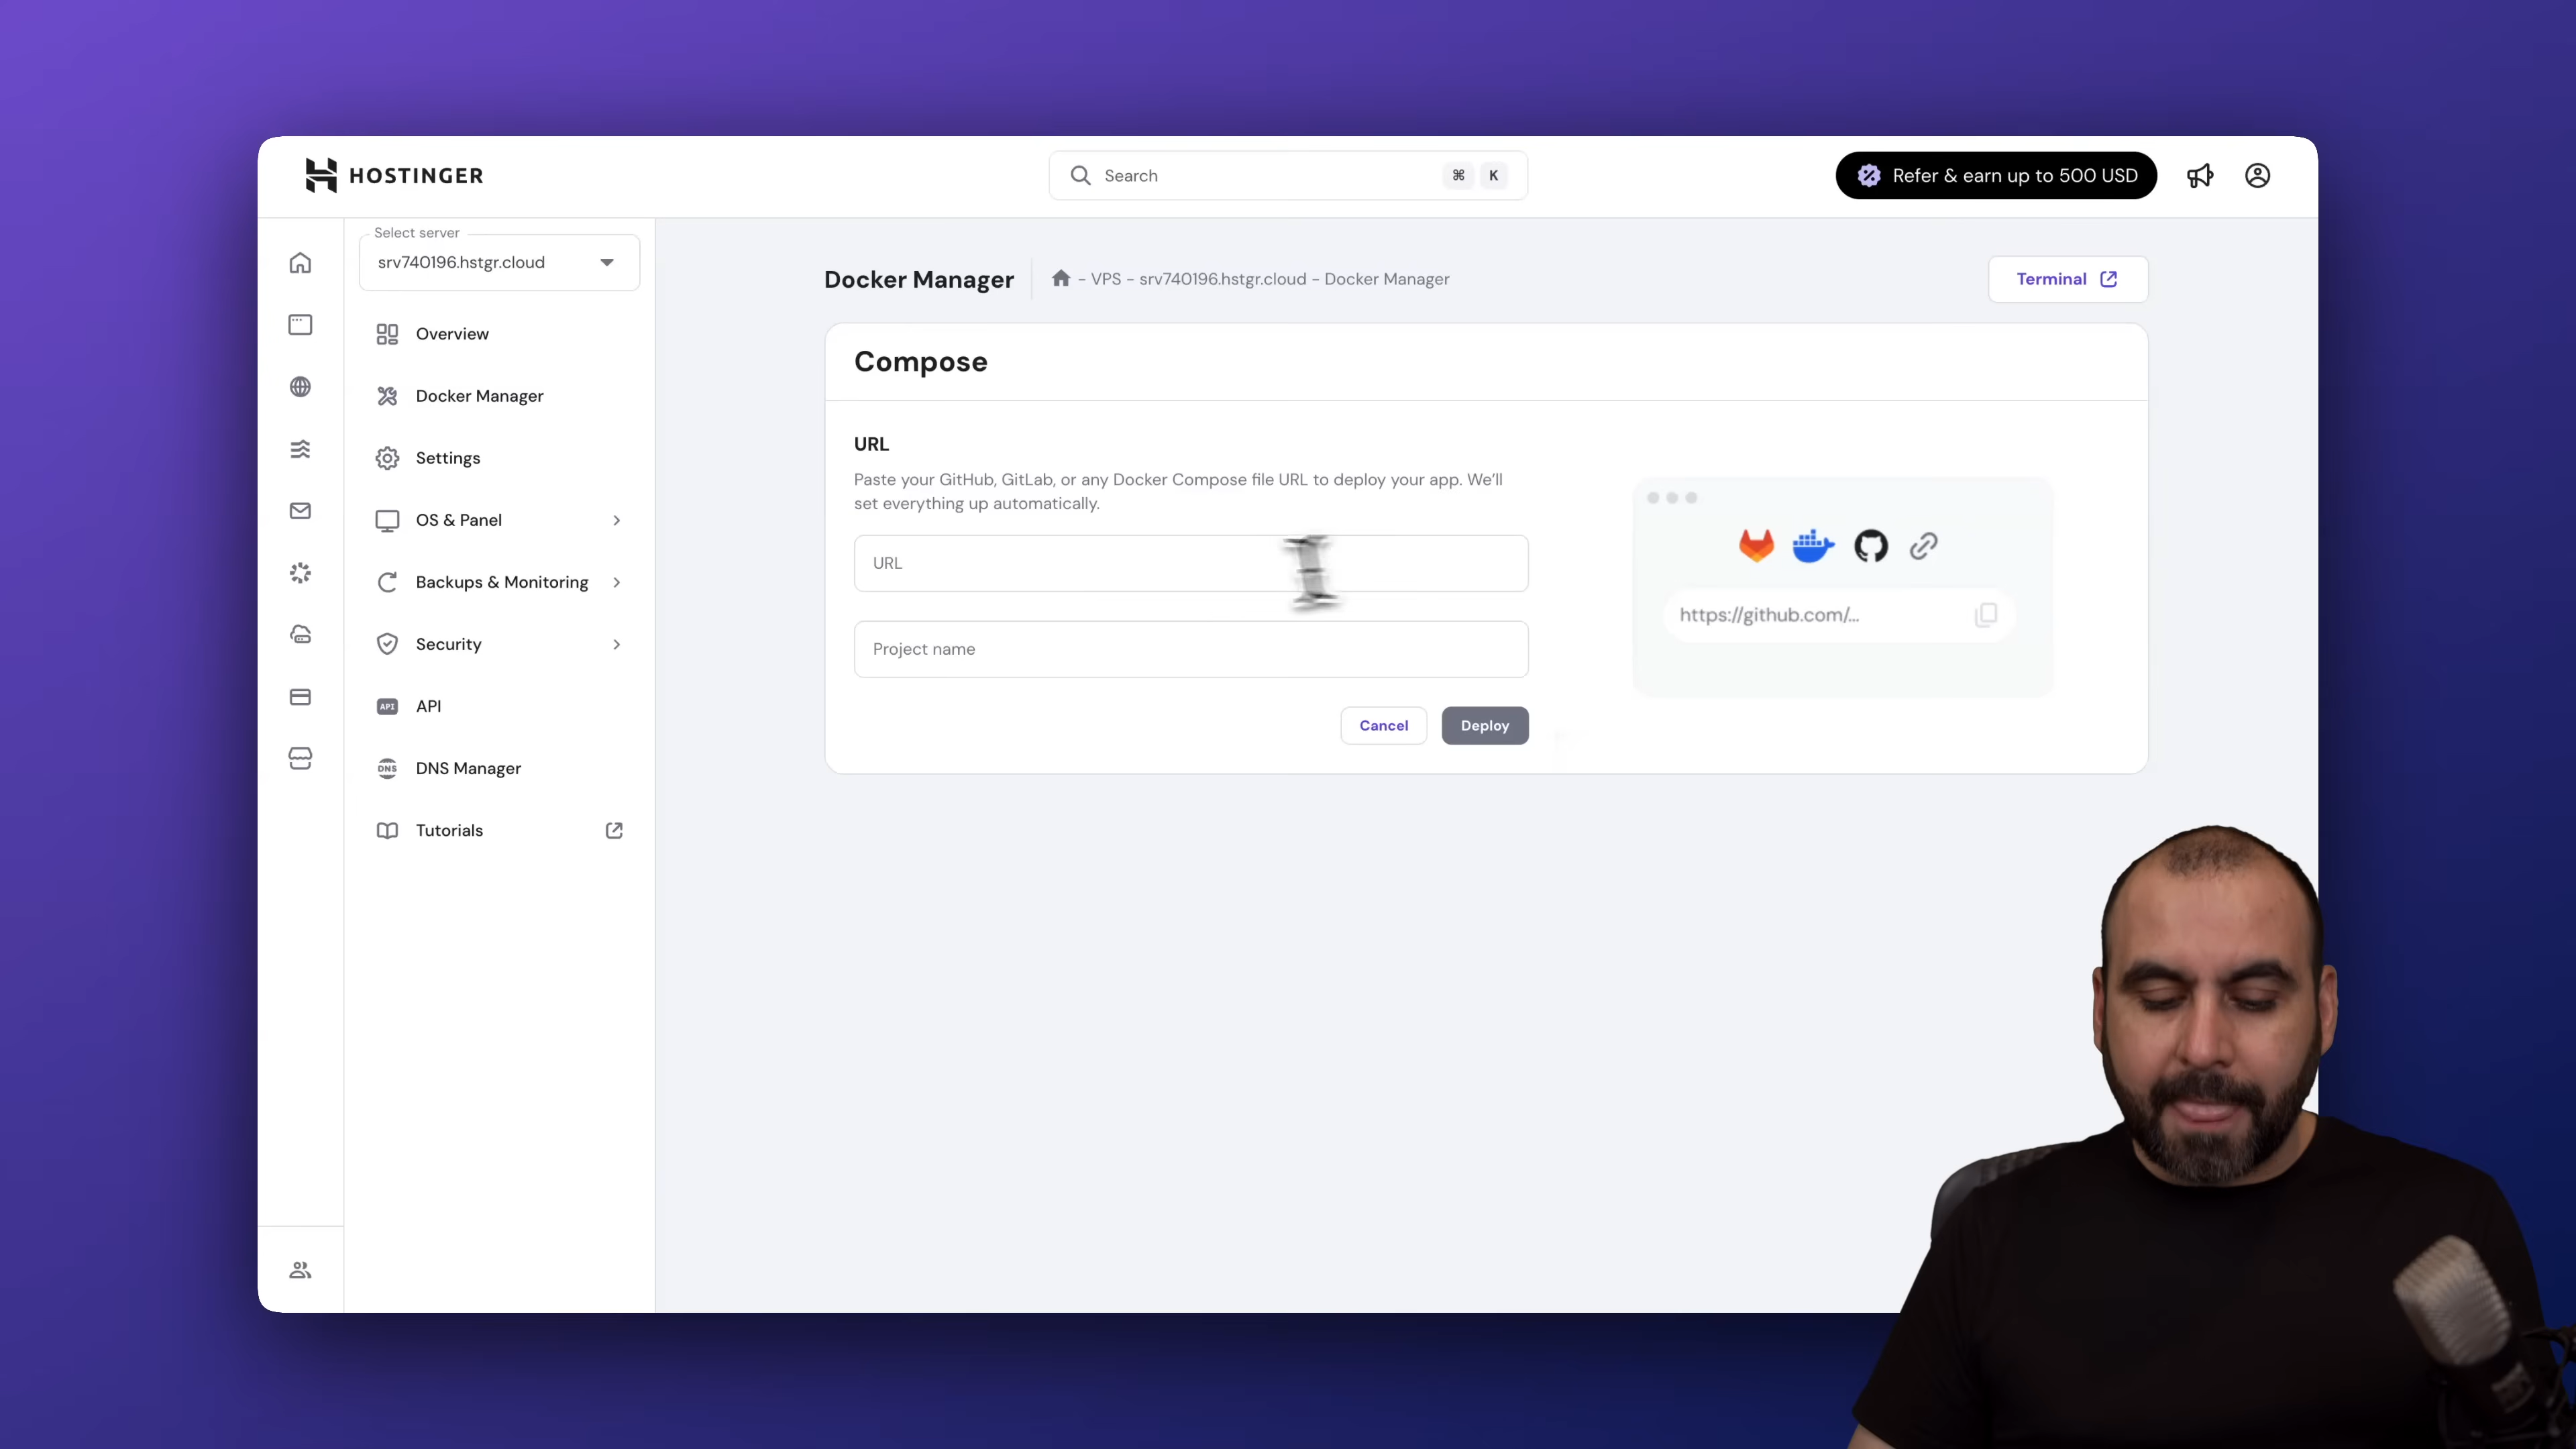 HOSTINGER
Search
⌘ K
Refer & earn up to 500 USD
Select server
srv740196.hstgr.cloud
Overview
Docker Manager
Settings
OS & Panel
Backups & Monitoring
Security
API
API
DNS
DNS Manager
Tutorials
Docker Manager
- VPS - srv740196.hstgr.cloud - Docker Manager
Terminal
Compose
URL
Paste your GitHub, GitLab, or any Docker Compose file URL to deploy your app. We'll
set everything up automatically.
URL
Project name
Cancel
Deploy
https://github.com/...